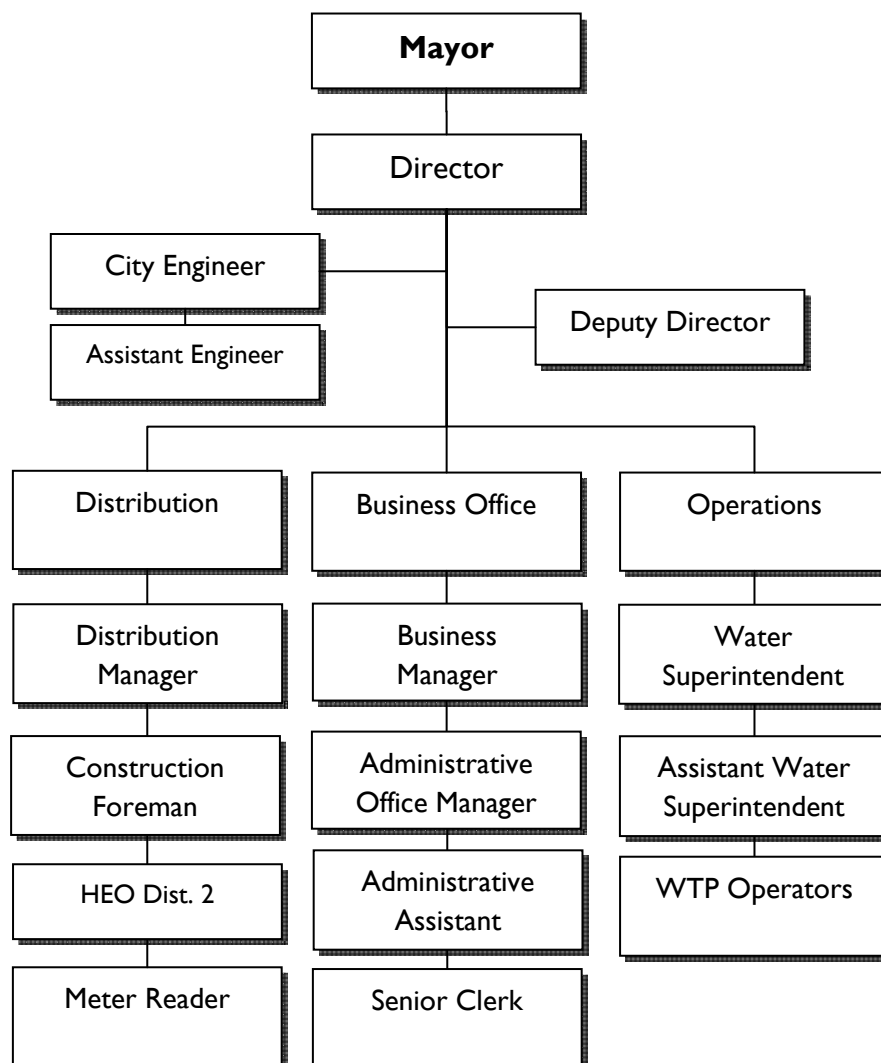 Mayor
Director
City Engineer
Assistant Engineer
Deputy Director
Distribution
Distribution
Manager
Construction
Foreman
HEO Dist. 2
Meter Reader
Business Office
Business
Manager
Administrative
Office Manager
Administrative
Assistant
Senior Clerk
Operations
Water
Superintendent
Assistant Water
Superintendent
WTP Operators